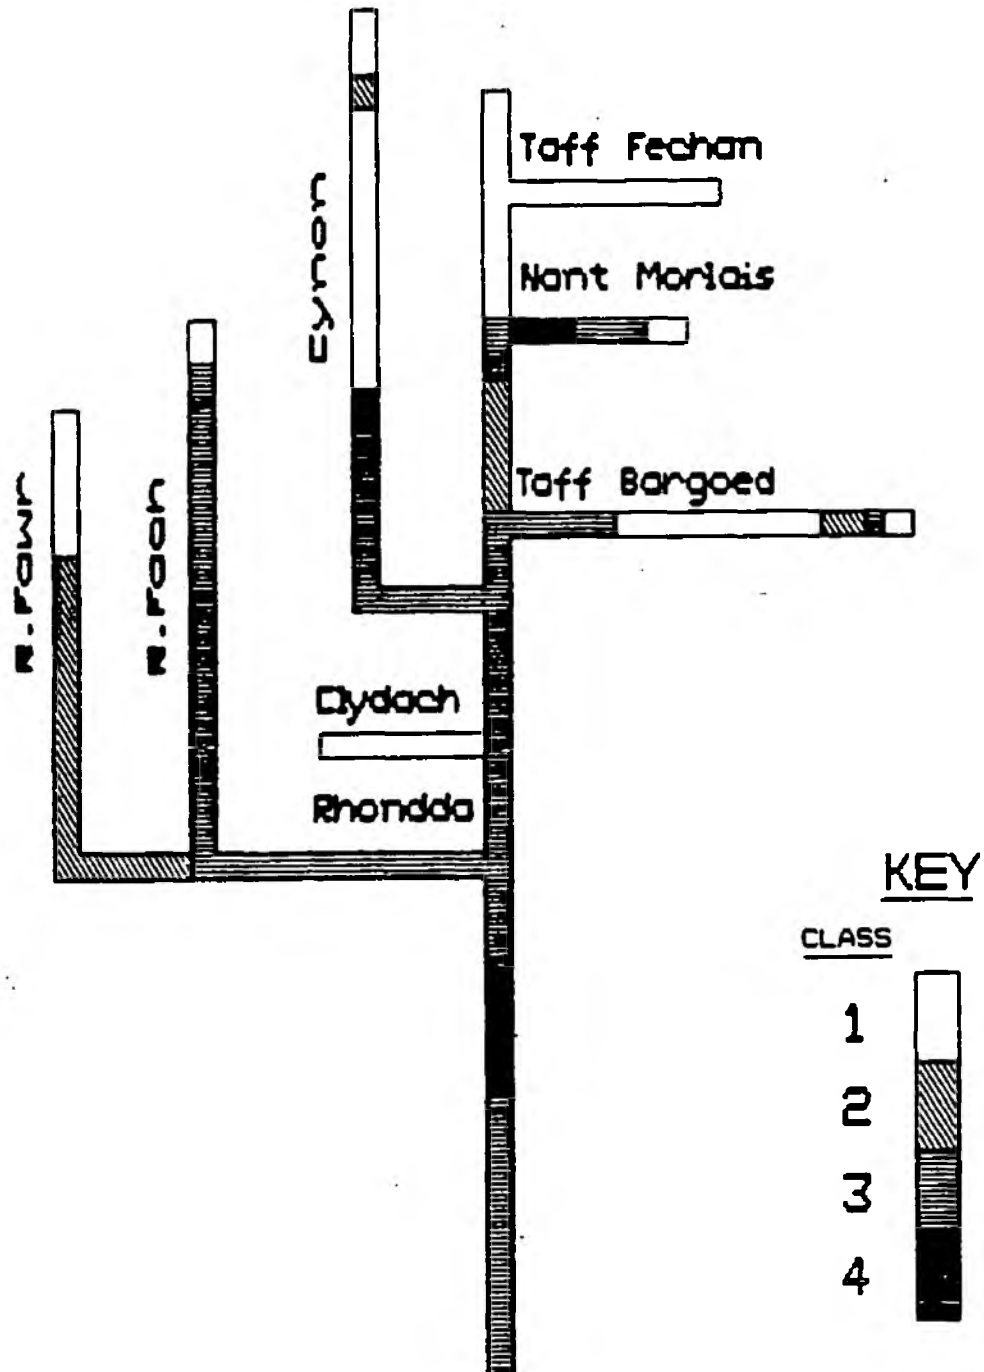 Taff Fechan
Cynon
Nant Morlais
Taff Bargoed
R.Fawr
R.Fach
Clydach
Rhondda
KEY
CLASS
1
2
3
4